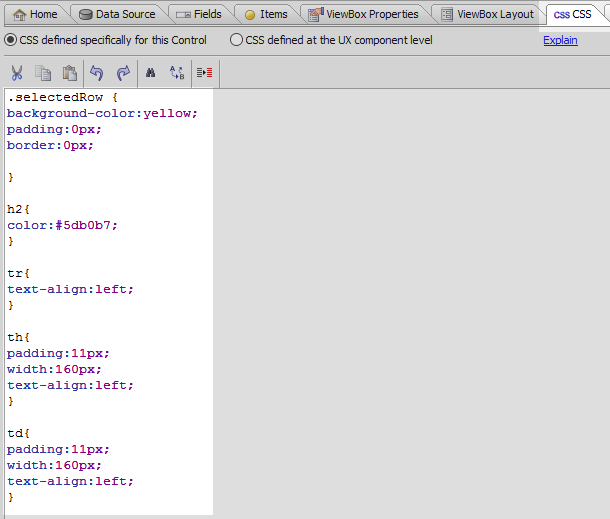 Home Data Source Fields Items ViewBox Properties ViewBox Layout CSS CSS
CSS defined specifically for this Control CSS defined at the UX component level Explain
A B
.selectedRow {
background-color:yellow;
padding:0px;
border:0px;
}
h2{
color:#5db0b7;
}
tr{
text-align:left;
}
th{
padding:11px;
width:160px;
text-align:left;
}
td{
padding:11px;
width:160px;
text-align:left;
}